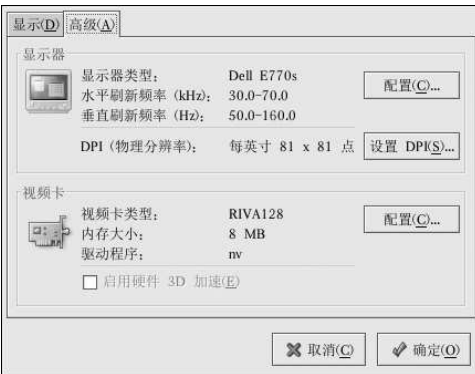 显示(D) 高级(A)
显示器
显示器类型： Dell E770s
水平刷新频率 (kHz)： 30.0-70.0
配置(C)...
垂直刷新频率 (Hz)： 50.0-160.0
DPI (物理分辨率)： 每英寸 81 x 81 点 设置 DPI(S)...
视频卡
视频卡类型： RIVA128
配置(C)...
内存大小： 8 MB
驱动程序： nv
启用硬件 3D 加速(E)
取消(C) 确定(O)